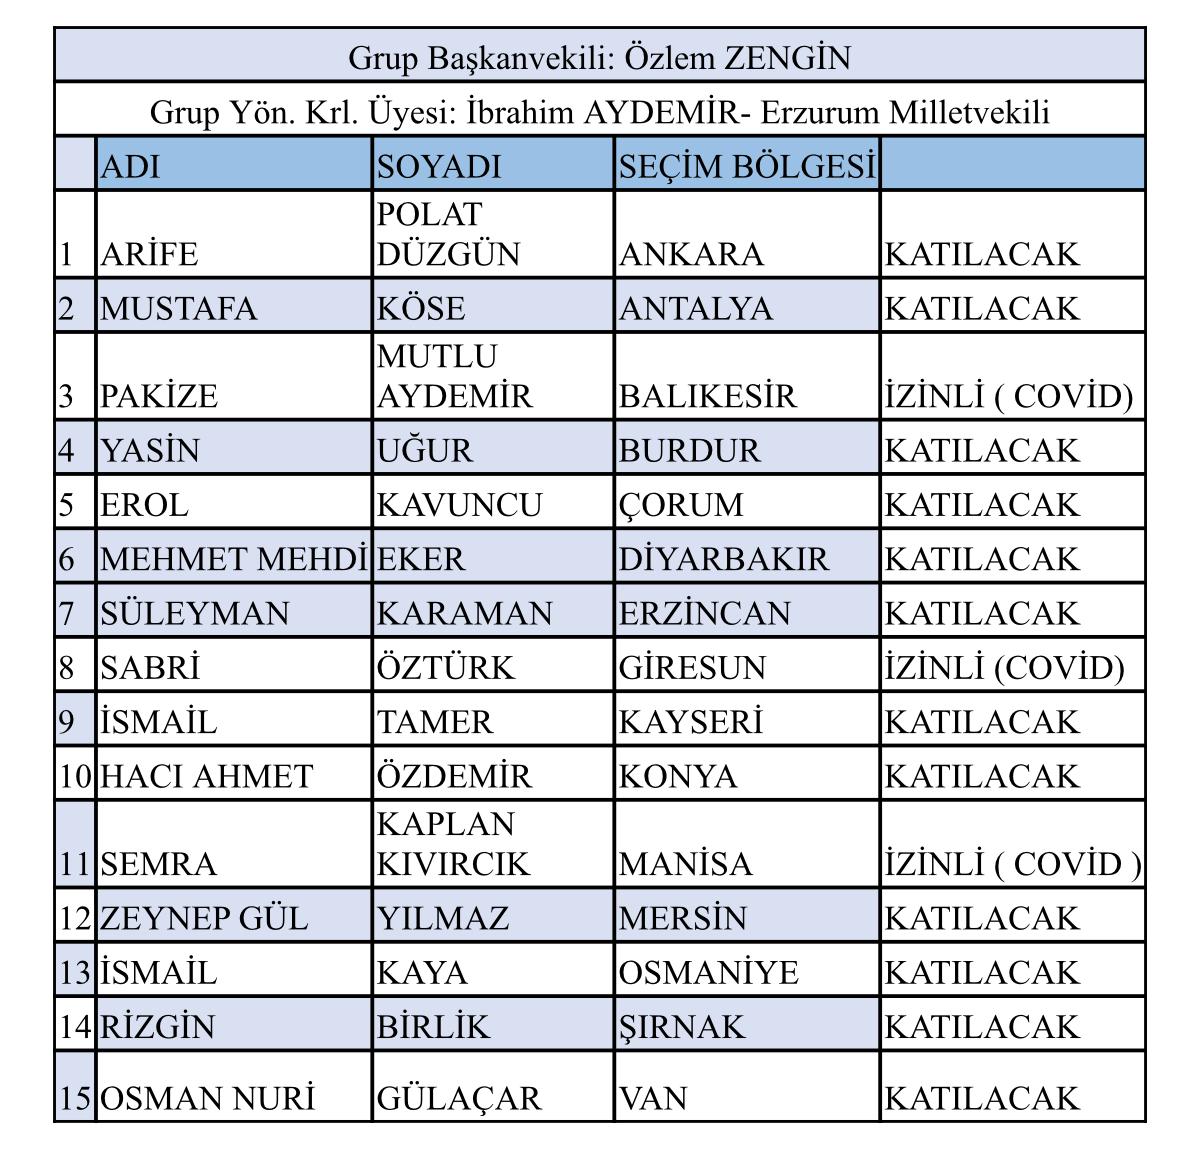 Grup Başkanvekili: Özlem ZENGİN
Grup Yön. Krl. Üyesi: İbrahim AYDEMİR- Erzurum Milletvekili
ADI SOYADI SEÇİM BÖLGESİ
1 ARİFE POLAT DÜZGÜN ANKARA KATILACAK
2 MUSTAFA KÖSE ANTALYA KATILACAK
3 PAKİZE MUTLU AYDEMİR BALIKESİR İZİNLİ ( COVİD)
4 YASİN UĞUR BURDUR KATILACAK
5 EROL KAVUNCU ÇORUM KATILACAK
6 MEHMET MEHDİ EKER DİYARBAKIR KATILACAK
7 SÜLEYMAN KARAMAN ERZİNCAN KATILACAK
8 SABRİ ÖZTÜRK GİRESUN İZİNLİ (COVİD)
9 İSMAİL TAMER KAYSERİ KATILACAK
10 HACI AHMET ÖZDEMİR KONYA KATILACAK
11 SEMRA KAPLAN KIVIRCIK MANİSA İZİNLİ ( COVİD )
12 ZEYNEP GÜL YILMAZ MERSİN KATILACAK
13 İSMAİL KAYA OSMANİYE KATILACAK
14 RİZGİN BİRLİK ŞIRNAK KATILACAK
15 OSMAN NURİ GÜLAÇAR VAN KATILACAK